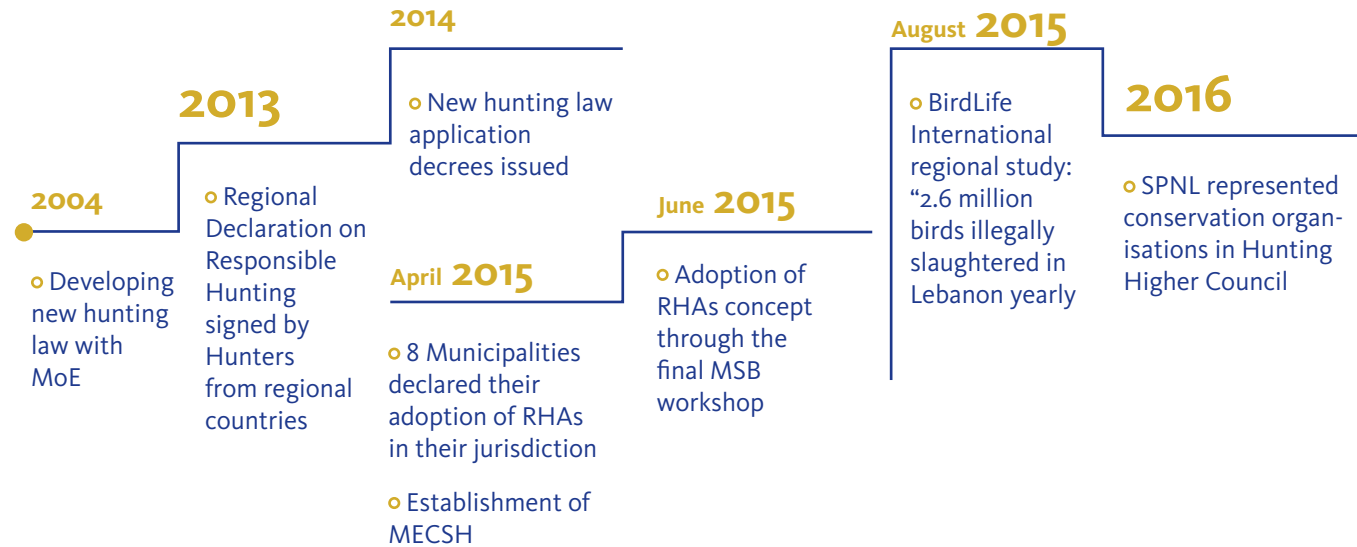 2004
Developing
new hunting
law with
MoE
2013
Regional
Declaration on
Responsible
Hunting
signed by
Hunters
from regional
countries
2014
New hunting law
application
decrees issued
April 2015
8 Municipalities
declared their
adoption of RHAs
in their jurisdiction
Establishment of
MECSH
June 2015
Adoption of
RHAs concept
through the
final MSB
workshop
August 2015
BirdLife
International
regional study:
“2.6 million
birds illegally
slaughtered in
Lebanon yearly
2016
SPNL represented
conservation organ-
isations in Hunting
Higher Council